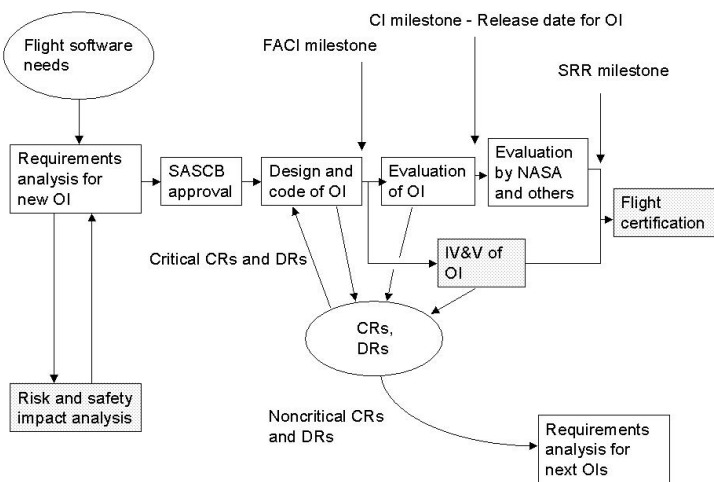 Flight software
needs
FACI milestone
CI milestone - Release date for OI
SRR milestone
Requirements
analysis for
new OI
SASCB
approval
Design and
code of OI
Evaluation
of OI
Evaluation
by NASA
and others
Flight
certification
Critical CRs and DRs
IV&V of
OI
CRs,
DRs
Risk and safety
impact analysis
Noncritical CRs
and DRs
Requirements
analysis for
next OIs